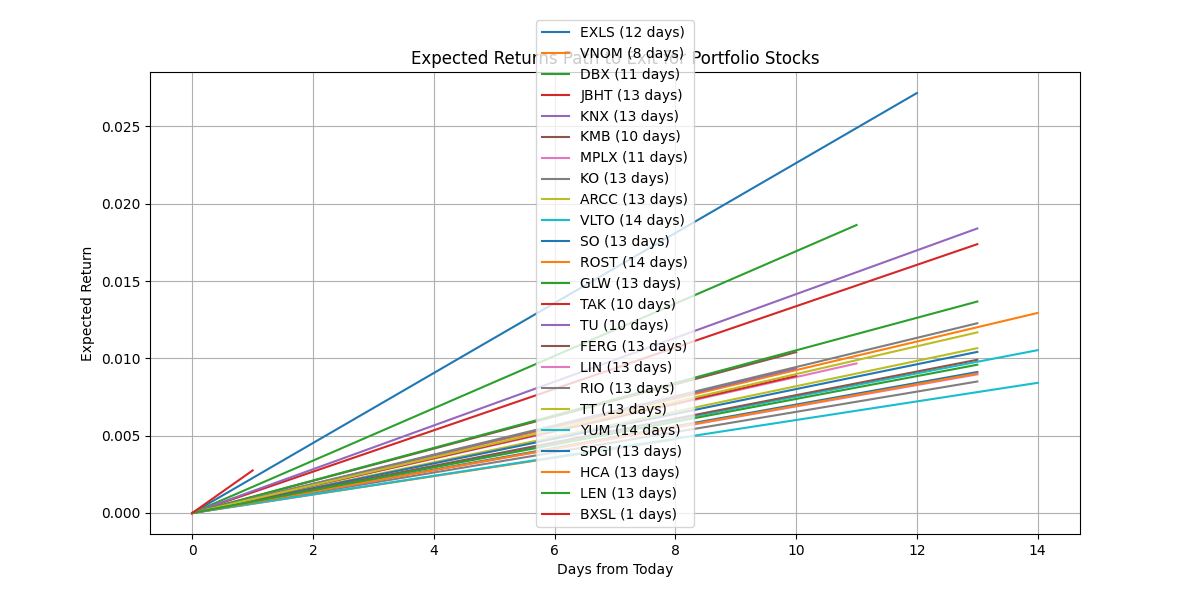 Expected Returns Path to Exit for Portfolio Stocks
EXLS (12 days)
VNOM (8 days)
DBX (11 days)
JBHT (13 days)
KNX (13 days)
KMB (10 days)
MPLX (11 days)
KO (13 days)
ARCC (13 days)
VLTO (14 days)
SO (13 days)
ROST (14 days)
GLW (13 days)
TAK (10 days)
TU (10 days)
FERG (13 days)
LIN (13 days)
RIO (13 days)
TT (13 days)
YUM (14 days)
SPGI (13 days)
HCA (13 days)
LEN (13 days)
BXSL (1 days)
Expected Return
0.025
0.020
0.015
0.010
0.005
0.000
0 2 4 6 8 10 12 14
Days from Today